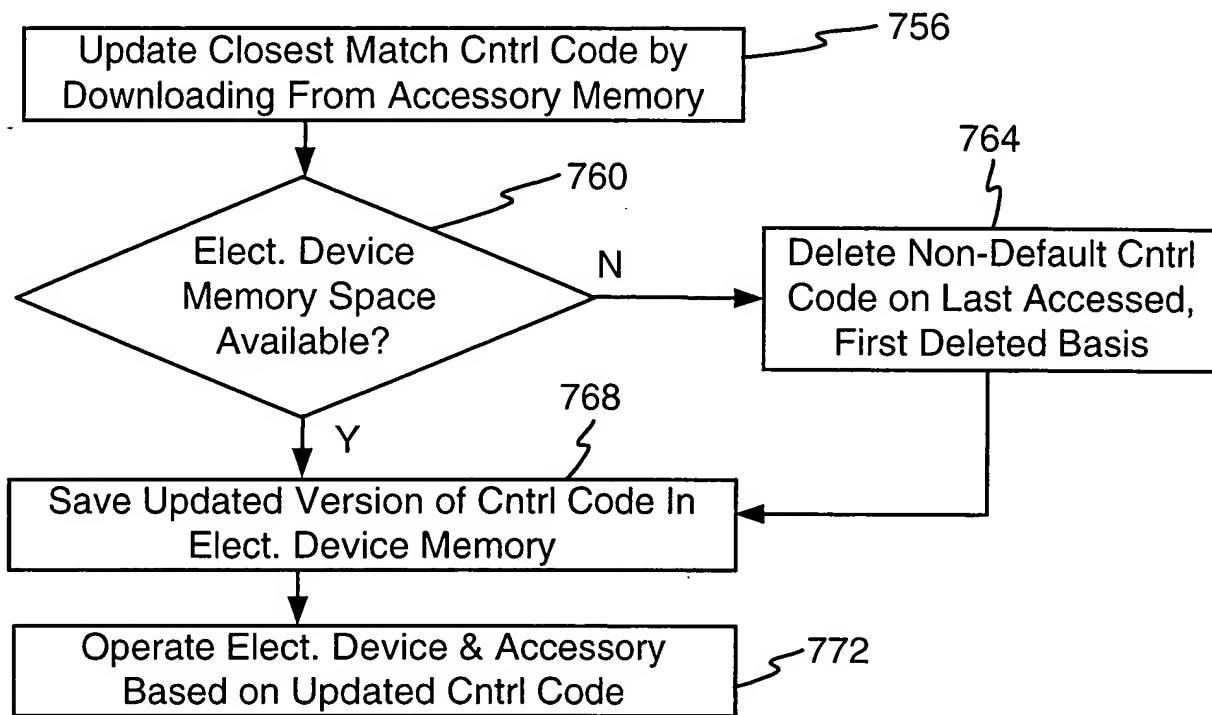 756
Update Closest Match Cntrl Code by
Downloading From Accessory Memory
760
764
Elect. Device
Memory Space
Available?
N
Delete Non-Default Cntrl
Code on Last Accessed,
First Deleted Basis
Y
768
Save Updated Version of Cntrl Code In
Elect. Device Memory
Operate Elect. Device & Accessory
Based on Updated Cntrl Code
772